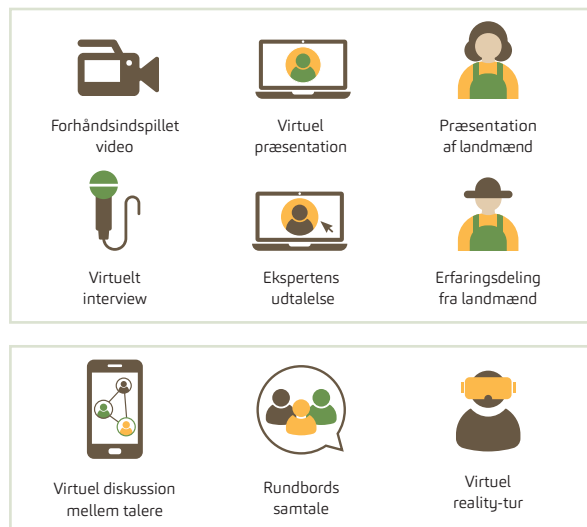 Forhåndsindspillet
video
Virtuel
præsentation
Præsentation
af landmænd
Virtuelt
interview
Ekspertens
udtalelse
Erfaringsdeling
fra landmænd
Virtuel diskussion
mellem talere
Rundbords
samtale
Virtuel
reality-tur